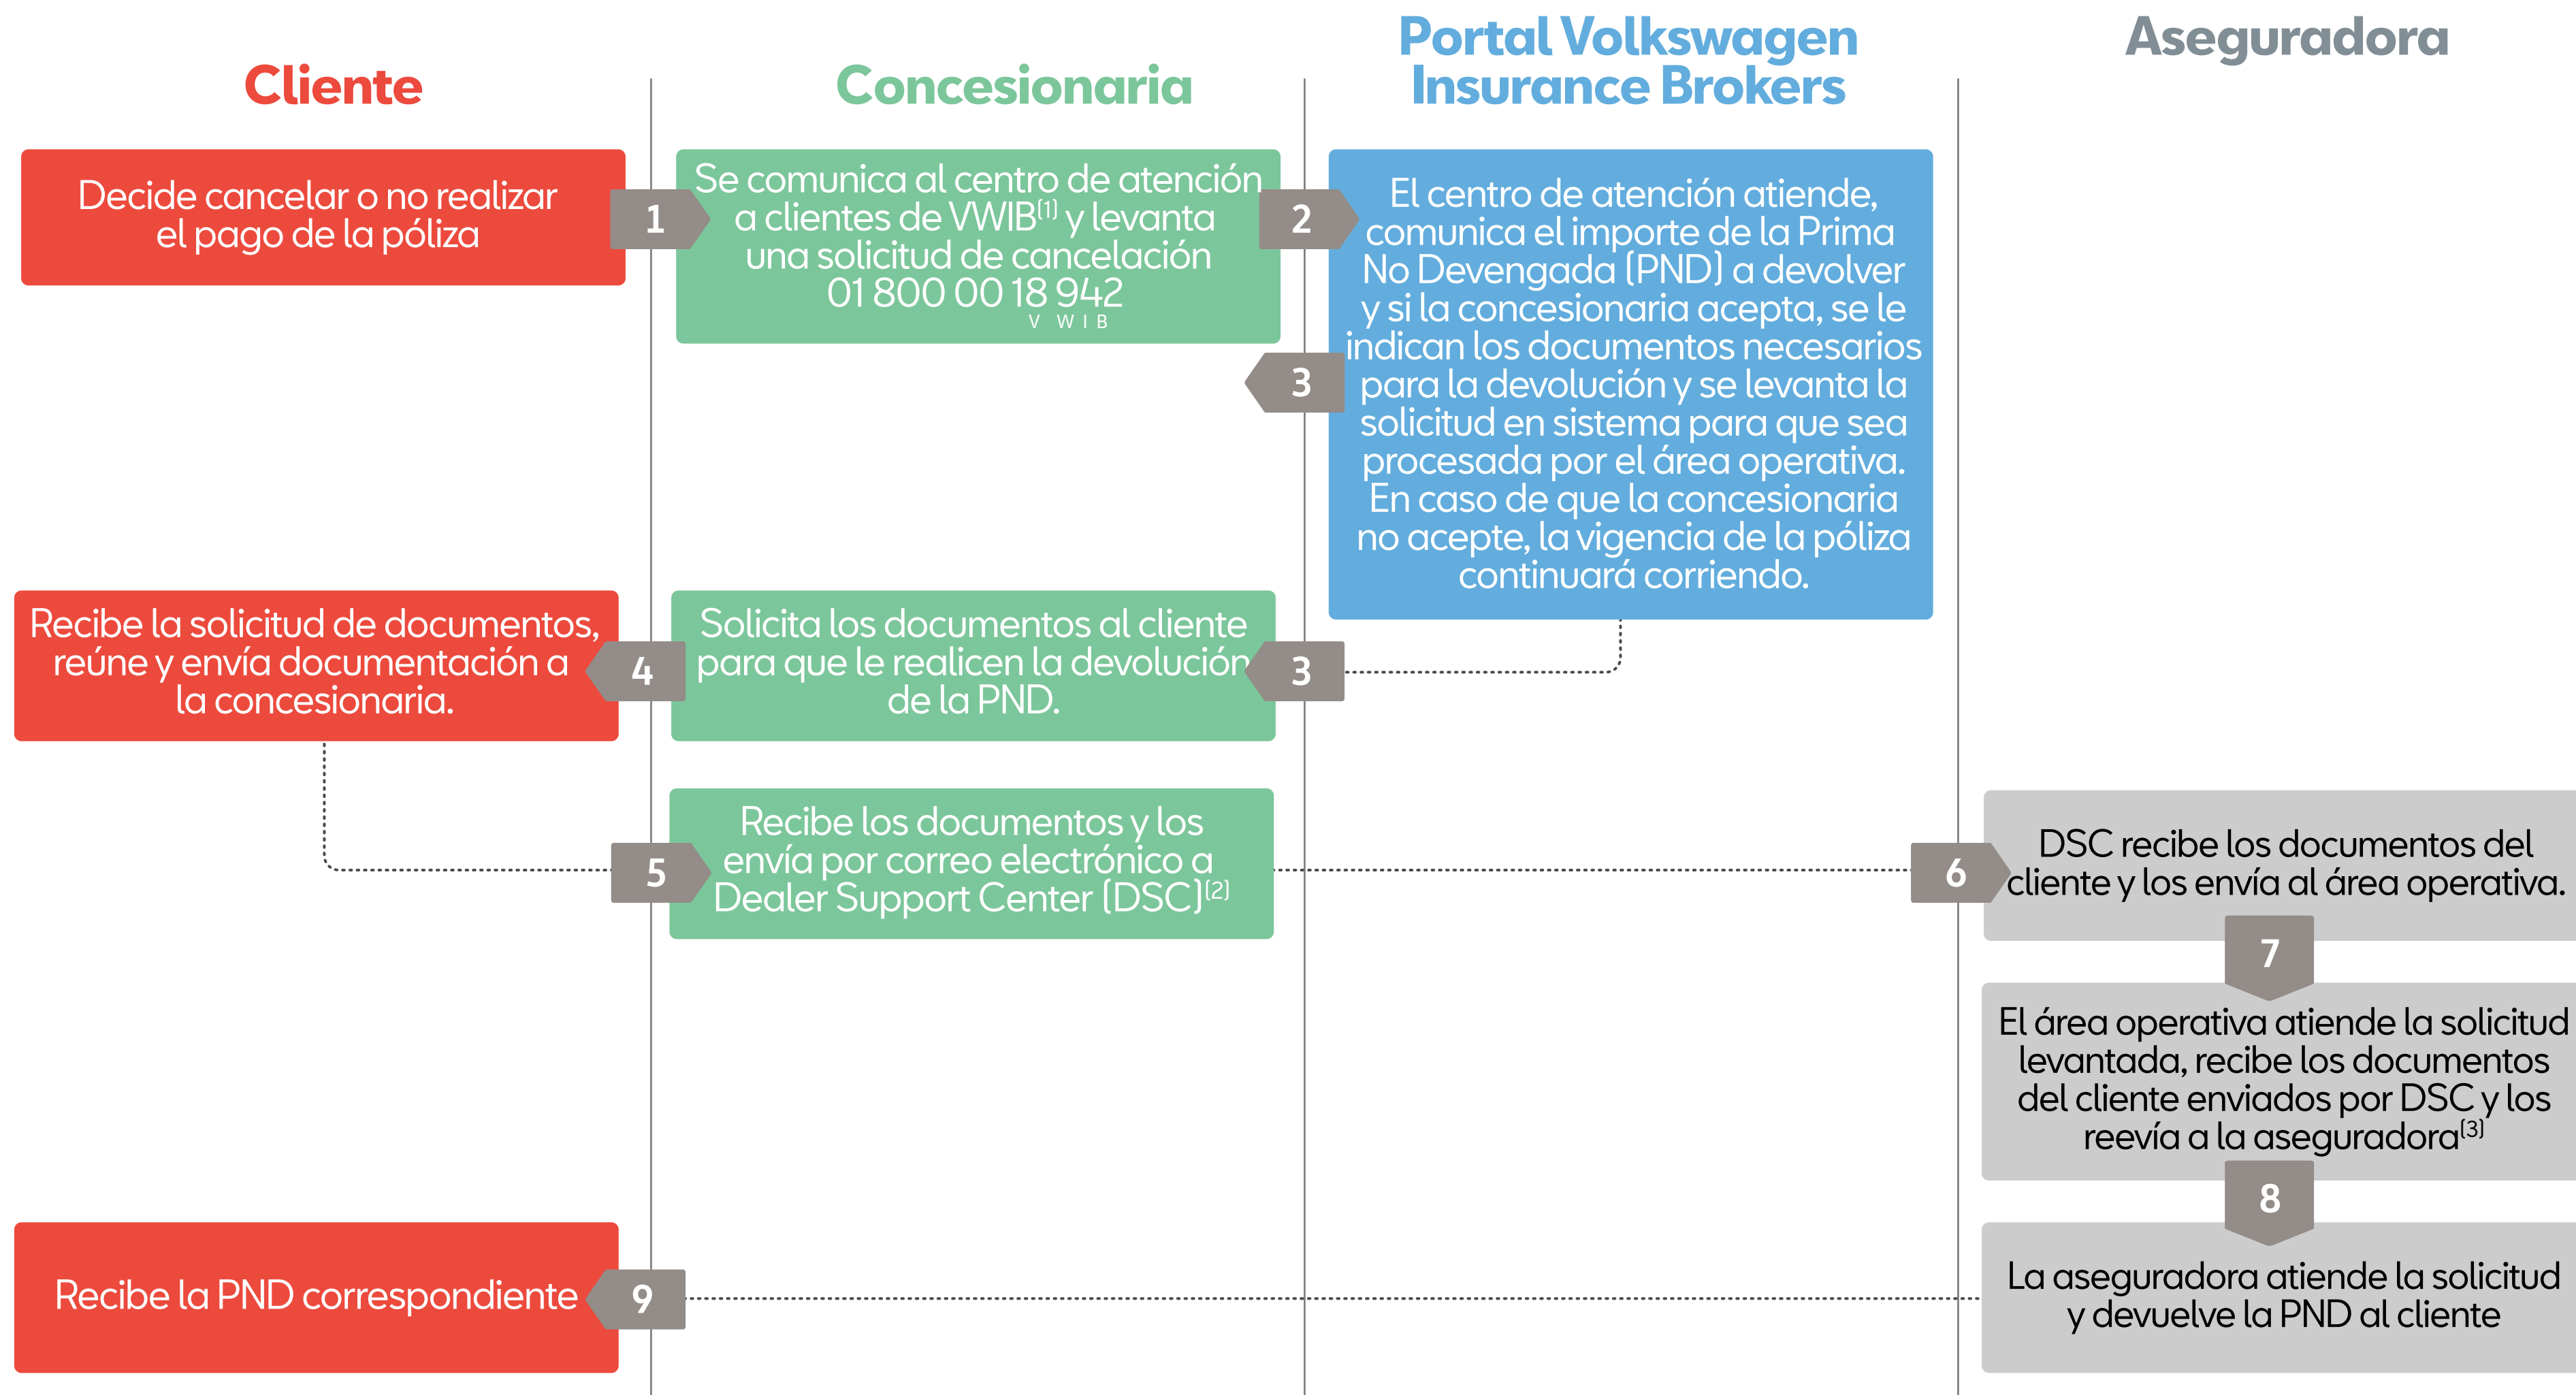 Cliente
Concesionaria
Portal Volkswagen
Insurance Brokers
Aseguradora
Decide cancelar o no realizar
el pago de la póliza
1
Se comunica al centro de atención
a clientes de VWIB(1) y levanta
una solicitud de cancelación
01 800 00 18 942
V W I B
2
El centro de atención atiende,
comunica el importe de la Prima
No Devengada (PND) a devolver
y si la concesionaria acepta, se le
indican los documentos necesarios
para la devolución y se levanta la
solicitud en sistema para que sea
procesada por el área operativa.
En caso de que la concesionaria
no acepte, la vigencia de la póliza
continuará corriendo.
3
Recibe la solicitud de documentos,
reúne y envía documentación a
la concesionaria.
4
Solicita los documentos al cliente
para que le realicen la devolución
de la PND.
3
5
Recibe los documentos y los
envía por correo electrónico a
Dealer Support Center (DSC)(2)
6
DSC recibe los documentos del
cliente y los envía al área operativa.
7
El área operativa atiende la solicitud
levantada, recibe los documentos
del cliente enviados por DSC y los
reevía a la aseguradora(3)
8
Recibe la PND correspondiente
9
La aseguradora atiende la solicitud
y devuelve la PND al cliente